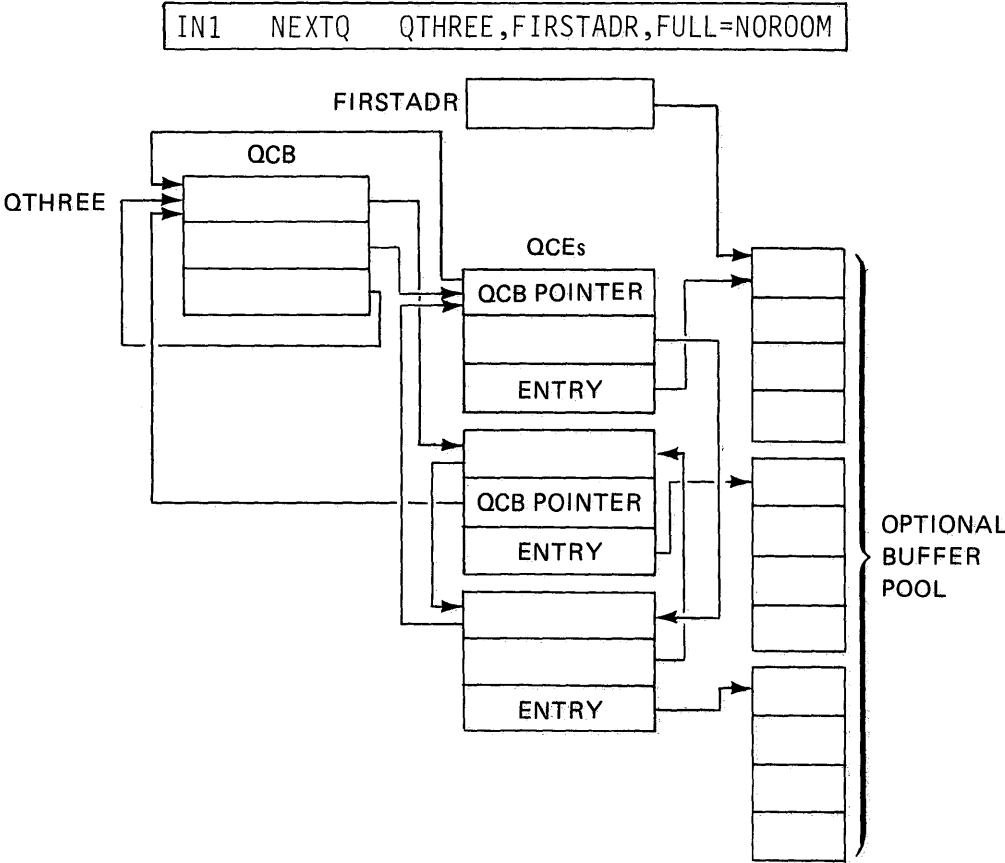 IN1 NEXTQ QTHREE,FIRSTADR,FULL=NOROOM
FIRSTADR
QCB
QTHREE
QCEs
QCB POINTER
ENTRY
QCB POINTER
ENTRY
OPTIONAL
BUFFER
POOL
ENTRY